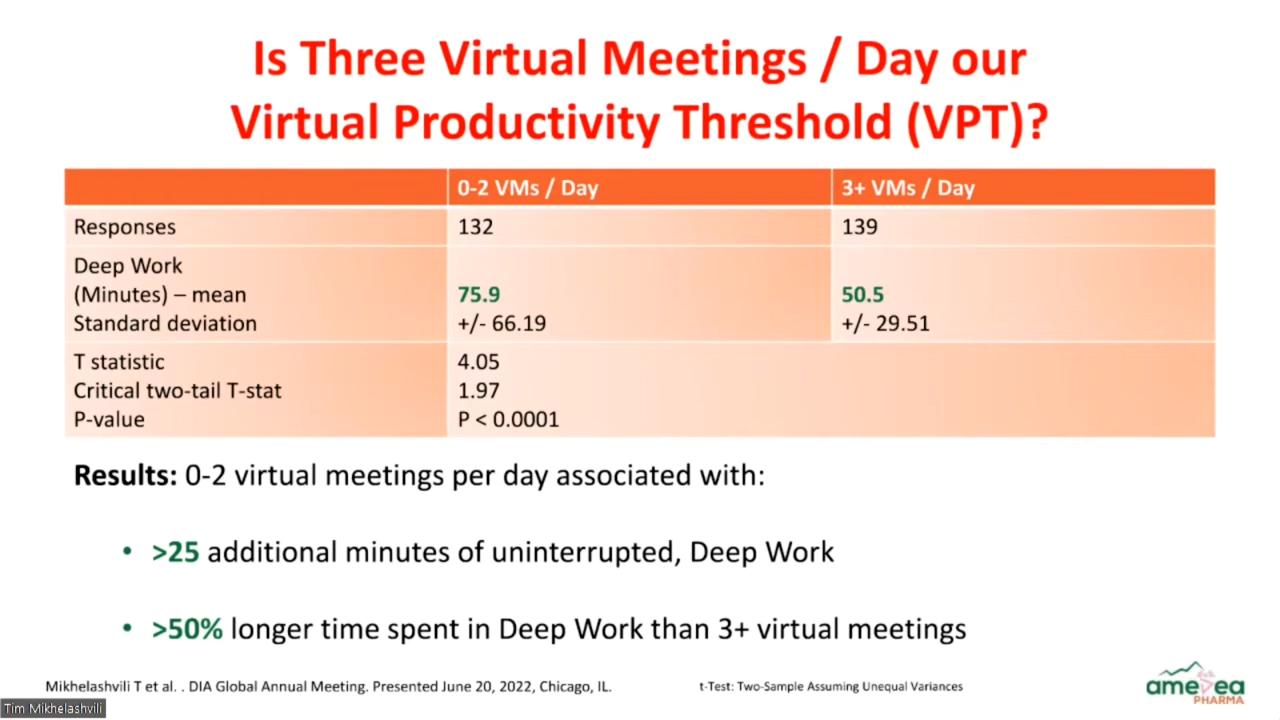 Is Three Virtual Meetings / Day our
Virtual Productivity Threshold (VPT)?
0-2 VMs / Day
3+ VMs / Day
Responses
132
139
Deep Work
(Minutes) – mean
75.9
50.5
Standard deviation
+/- 66.19
+/- 29.51
T statistic
4.05
Critical two-tail T-stat
1.97
P-value
P < 0.0001
Results: 0-2 virtual meetings per day associated with:
• >25 additional minutes of uninterrupted, Deep Work
• >50% longer time spent in Deep Work than 3+ virtual meetings
Mikhelashvili T et al. . DIA Global Annual Meeting. Presented June 20, 2022, Chicago, IL.
t-Test: Two-Sample Assuming Unequal Variances
amedea
PHARMA
Tim Mikhelashvili